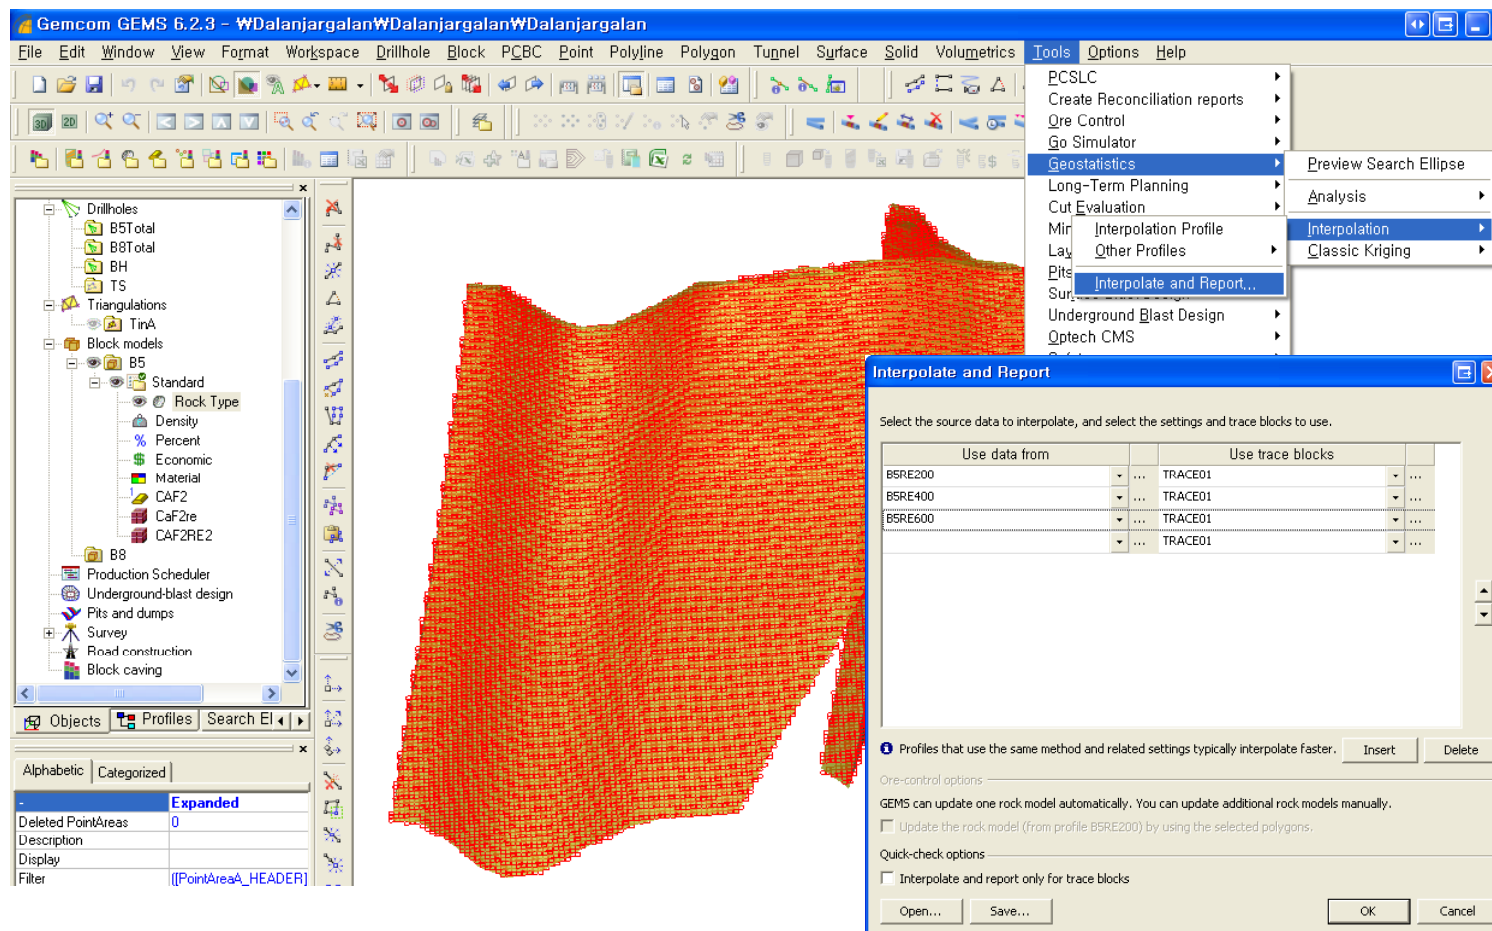 Gemcom GEMS 6.2.3 - ₩Dalanjargalan₩Dalanjargalan₩Dalanjargalan
File Edit Window View Format Workspace Drillhole Block PCBC Point Polyline Polygon Tunnel Surface Solid Volumetrics Tools Options Help
PCSLC
Create Reconciliation reports
Ore Control
Go Simulator
Geostatistics
Long-Term Planning
Cut Evaluation
Min
Lay
Pits
Underground Blast Design
Optech CMS
Preview Search Ellipse
Analysis
Interpolation
Classic Kriging
Interpolation Profile
Other Profiles
Interpolate and Report...
3D 2D
Drillholes
B5Total
B8Total
BH
TS
Triangulations
TinA
Block models
B5
Standard
Rock Type
Density
% Percent
$ Economic
Material
CAF2
CaF2re
CAF2RE2
B8
Production Scheduler
Underground-blast design
Pits and dumps
Survey
Road construction
Block caving
Objects Profiles Search El
Alphabetic Categorized
- Expanded
Deleted PointAreas 0
Description
Display
Filter ([PointAreaA_HEADER]
Interpolate and Report
Select the source data to interpolate, and select the settings and trace blocks to use.
Use data from Use trace blocks
B5RE200 ... TRACE01 ...
B5RE400 ... TRACE01 ...
B5RE600 ... TRACE01 ...
... TRACE01 ...
Profiles that use the same method and related settings typically interpolate faster. Insert Delete
Ore-control options
GEMS can update one rock model automatically. You can update additional rock models manually.
Update the rock model (from profile B5RE200) by using the selected polygons.
Quick-check options
Interpolate and report only for trace blocks
Open... Save... OK Cancel